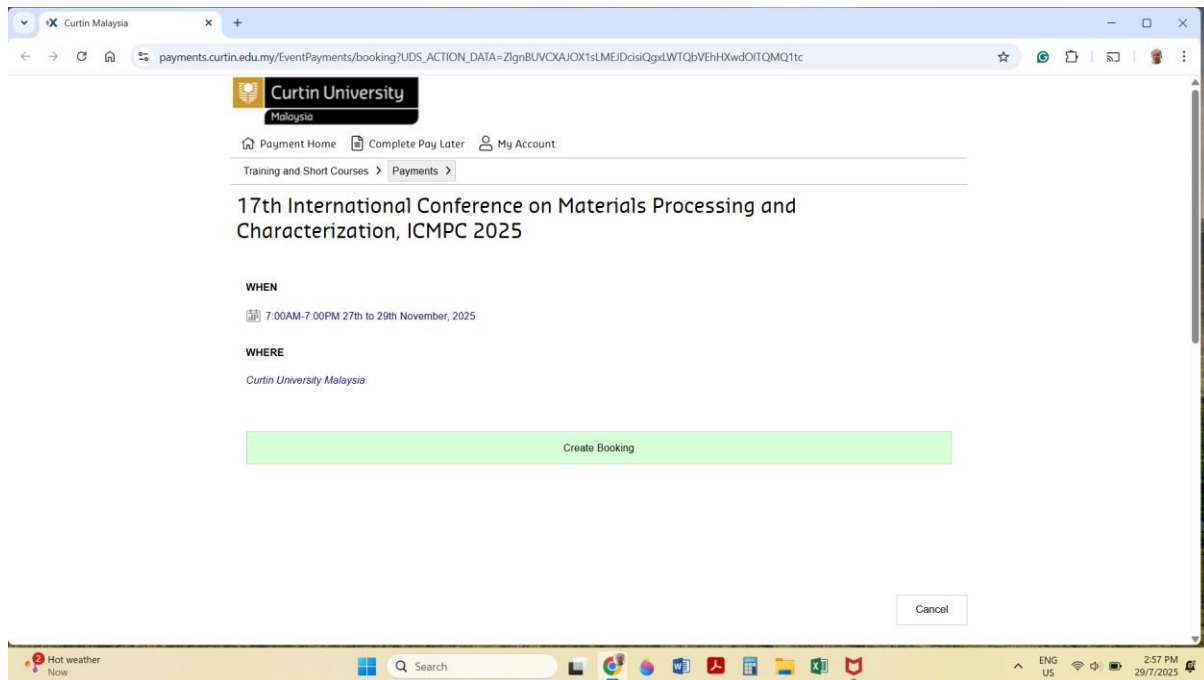 Curtin Malaysia
payments.curtin.edu.my/EventPayments/booking?UDS_ACTION_DATA=ZlgnBUVCXAJOX1sLMEJDcisiQgxLWTQbVEhHXwdOITQMQ1tc
Curtin University
Malaysia
Payment Home Complete Pay Later My Account
Training and Short Courses > Payments >
17th International Conference on Materials Processing and
Characterization, ICMPC 2025
WHEN
7:00AM-7:00PM 27th to 29th November, 2025
WHERE
Curtin University Malaysia
Create Booking
Cancel
2
Hot weather
Now
Search
ENG
US
2:57 PM
29/7/2025